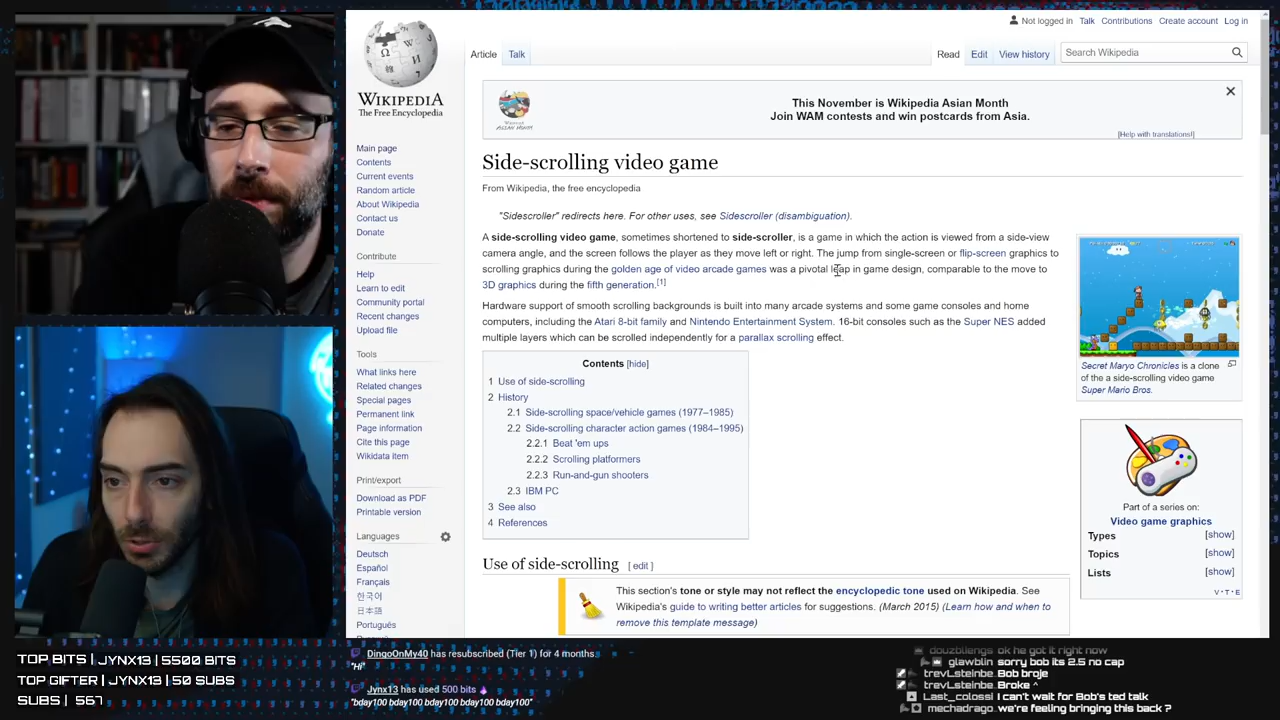 Not logged in Talk Contributions Create account Log in
Article Talk
Read Edit View history
Search Wikipedia
WIKIPEDIA
The Free Encyclopedia
This November is Wikipedia Asian Month
Join WAM contests and win postcards from Asia.
[Help with translations!]
Main page
Contents
Current events
Random article
About Wikipedia
Contact us
Donate
Contribute
Help
Learn to edit
Community portal
Recent changes
Upload file
Tools
What links here
Related changes
Special pages
Permanent link
Page information
Cite this page
Wikidata item
Print/export
Download as PDF
Printable version
Languages
Deutsch
Español
Français
한국어
日本語
Português
Side-scrolling video game
From Wikipedia, the free encyclopedia
"Sidescroller" redirects here. For other uses, see Sidescroller (disambiguation).
A side-scrolling video game, sometimes shortened to side-scroller, is a game in which the action is viewed from a side-view
camera angle, and the screen follows the player as they move left or right. The jump from single-screen or flip-screen graphics to
scrolling graphics during the golden age of video arcade games was a pivotal leap in game design, comparable to the move to
3D graphics during the fifth generation.[1]
Hardware support of smooth scrolling backgrounds is built into many arcade systems and some game consoles and home
computers, including the Atari 8-bit family and Nintendo Entertainment System. 16-bit consoles such as the Super NES added
multiple layers which can be scrolled independently for a parallax scrolling effect.
Contents [hide]
1 Use of side-scrolling
2 History
2.1 Side-scrolling space/vehicle games (1977–1985)
2.2 Side-scrolling character action games (1984–1995)
2.2.1 Beat 'em ups
2.2.2 Scrolling platformers
2.2.3 Run-and-gun shooters
2.3 IBM PC
3 See also
4 References
Use of side-scrolling [ edit ]
This section's tone or style may not reflect the encyclopedic tone used on Wikipedia. See
Wikipedia's guide to writing better articles for suggestions. (March 2015) (Learn how and when to
remove this template message)
Secret Maryo Chronicles is a clone
of the a side-scrolling video game
Super Mario Bros.
Part of a series on:
Video game graphics
Types [show]
Topics [show]
Lists [show]
V·T·E
TOP BITS | JYNX13 | 5500 BITS
TOP GIFTER | JYNX13 | 50 SUBS
SUBS | 557
DingoOnMy40 has resubscribed (Tier 1) for 4 months.
"Hi"
Jynx13 has used 500 bits
"bday100 bday100 bday100 bday100 bday100"
ok he got it right now
glawblin sorry bob its 2.5 no cap
trevLsteinbe. Bob broje
trevLsteinbe. Broke ^
Last_colossi I can't wait for Bob's ted talk
mechadrago. we're feeling bringing this back ?